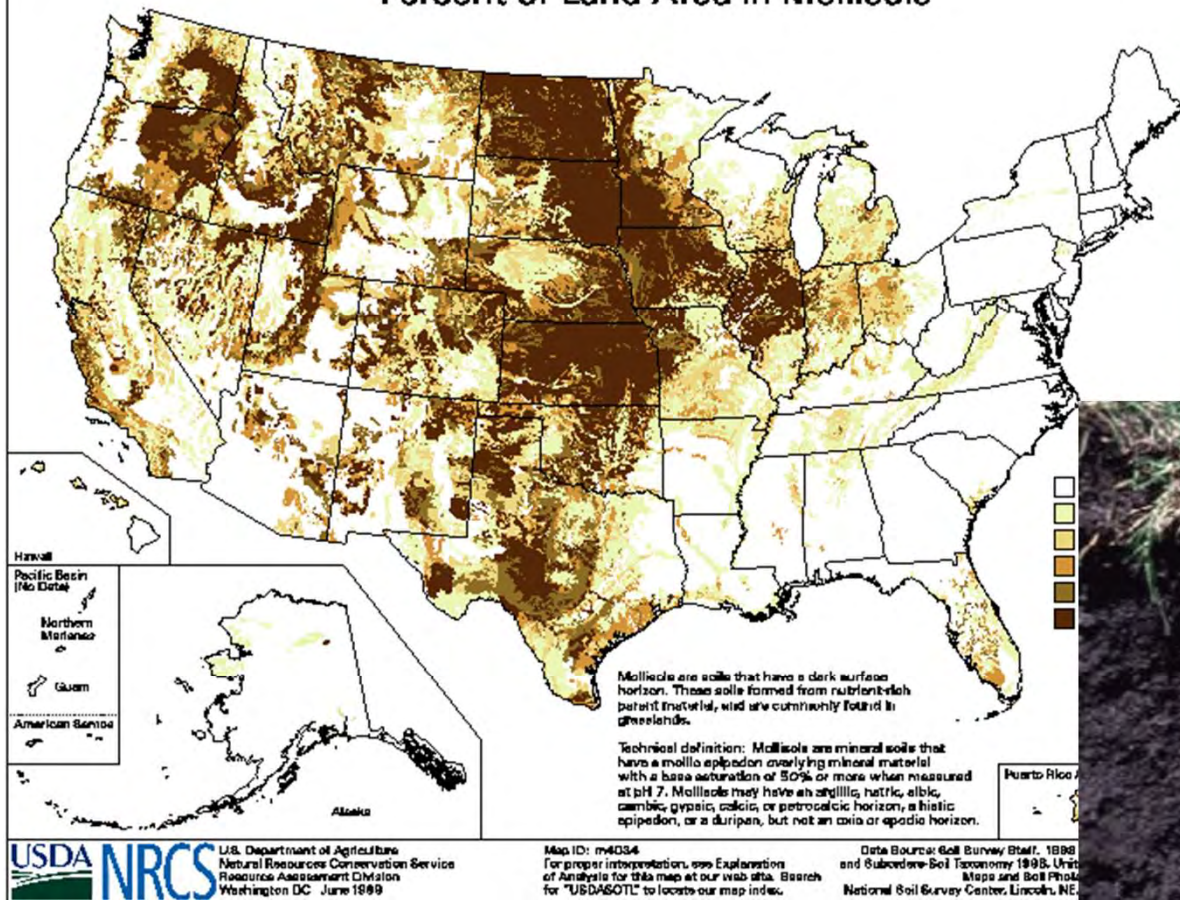 Percent of Land Area in Mollisols
Hawaii
Pacific Basin
(No Data)
Northern
Marianas
Guam
American Samoa
Alaska
Mollisols are soils that have a dark surface
horizon. These soils formed from nutrient-rich
parent material, and are commonly found in
grasslands.
Technical definition: Mollisols are mineral soils that
have a mollic epipedon overlying mineral material
with a base saturation of 50% or more when measured
at pH 7. Mollisols may have an argillic, natric, albic,
cambic, gypsic, calcic, or petrocalcic horizon, a histic
epipedon, or a duripan, but not an oxic or spodic horizon.
Puerto Rico
USDA NRCS
U.S. Department of Agriculture
Natural Resources Conservation Service
Resource Assessment Division
Washington DC June 1999
Map ID: m4034
For proper interpretation, see Explanation
of Analysis for this map at our web site. Search
for "USDASOTL" to locate our map index.
Data Source: Soil Survey Staff, 1998
and Suborders-Soil Taxonomy 1998. Unit
Maps and Soil Phot
National Soil Survey Center, Lincoln, NE.